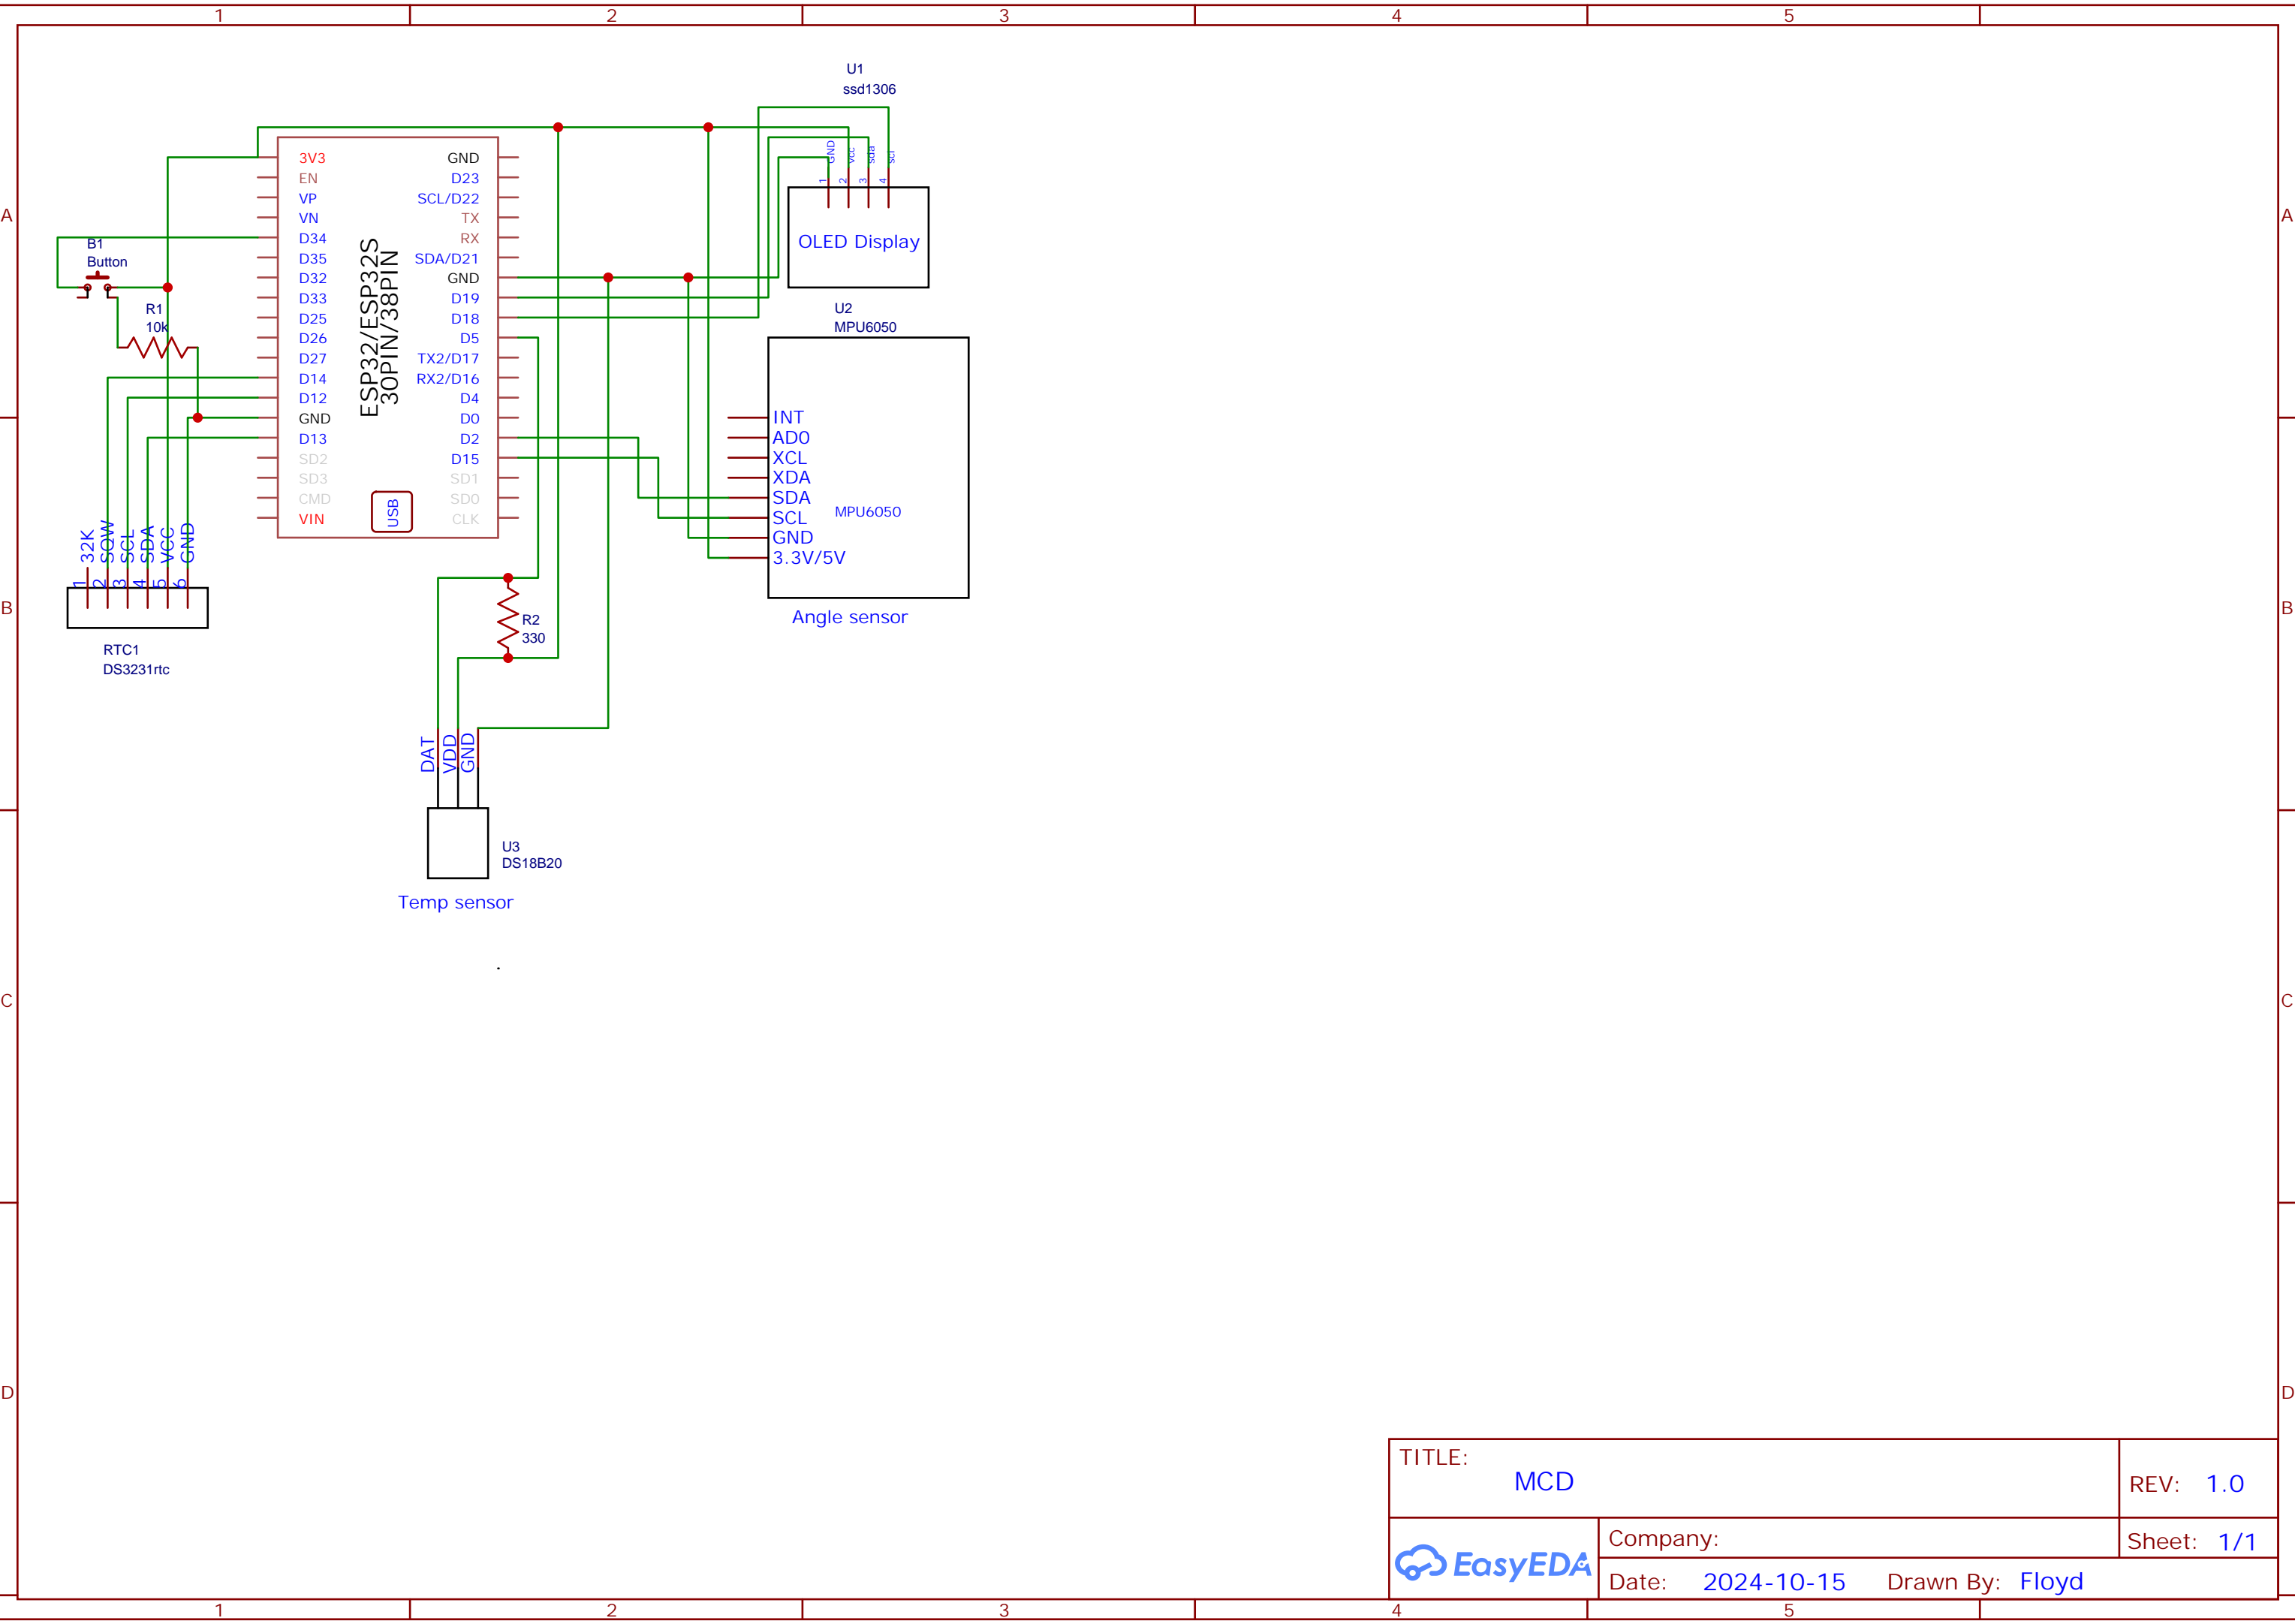 1 2 3 4 5
U1
ssd1306
GND
vcc
sda
scl
1
2
3
4
OLED Display
A
A
3V3
EN
VP
VN
D34
D35
D32
D33
D25
D26
D27
D14
D12
GND
D13
SD2
SD3
CMD
VIN
ESP32/ESP32S
30PIN/38PIN
USB
GND
D23
SCL/D22
TX
RX
SDA/D21
GND
D19
D18
D5
TX2/D17
RX2/D16
D4
D0
D2
D15
SD1
SD0
CLK
B1
Button
R1
10k
U2
MPU6050
INT
AD0
XCL
XDA
SDA
SCL
GND
3.3V/5V
MPU6050
Angle sensor
32K
SQW
SCL
SDA
VCC
GND
1
2
3
4
5
6
RTC1
DS3231rtc
B
B
R2
330
DAT
VDD
GND
U3
DS18B20
Temp sensor
.
C
C
D
D
TITLE:
MCD
REV: 1.0
EasyEDA
Company:
Sheet: 1/1
Date: 2024-10-15 Drawn By: Floyd
1 2 3 4 5